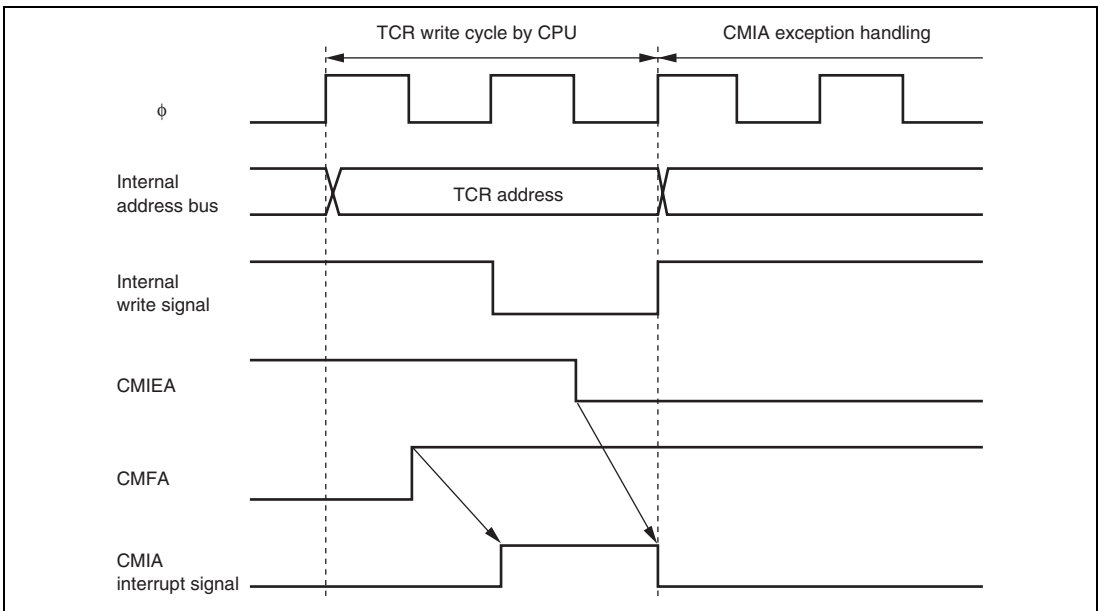 TCR write cycle by CPU
CMIA exception handling
ϕ
Internal
address bus
TCR address
Internal
write signal
CMIEA
CMFA
CMIA
interrupt signal